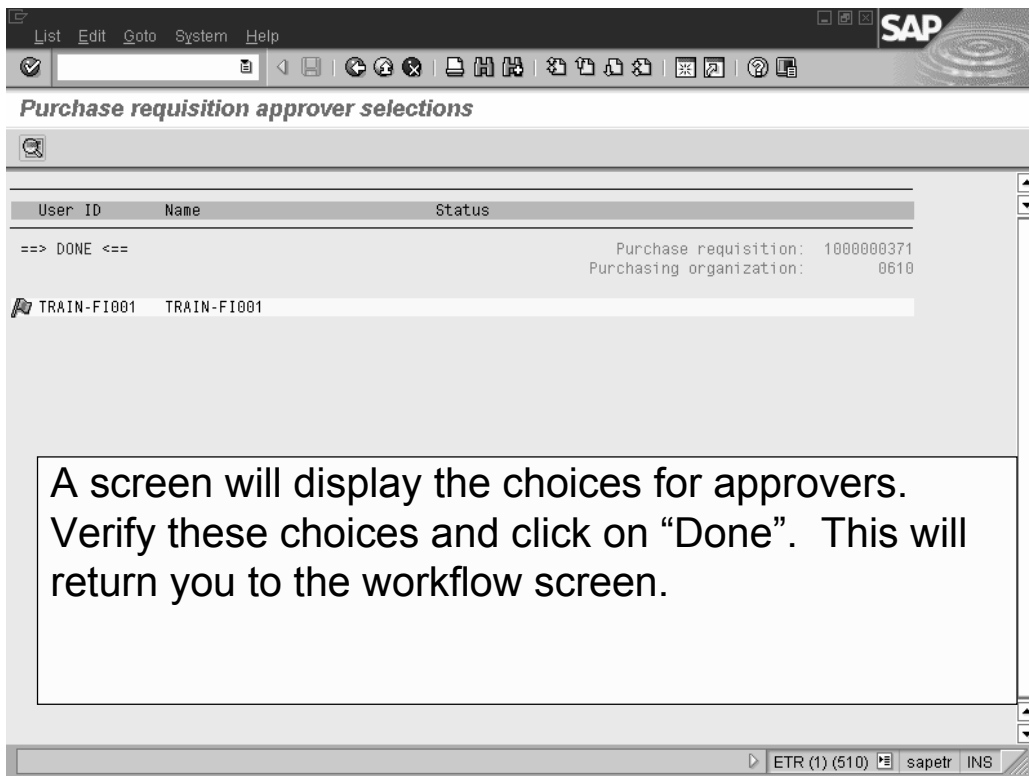 List Edit Goto System Help
SAP
Purchase requisition approver selections
User ID Name Status
==> DONE <== Purchase requisition: 1000000371
Purchasing organization: 0610
TRAIN-FI001 TRAIN-FI001
A screen will display the choices for approvers.
Verify these choices and click on “Done”. This will
return you to the workflow screen.
ETR (1) (510) sapetr INS